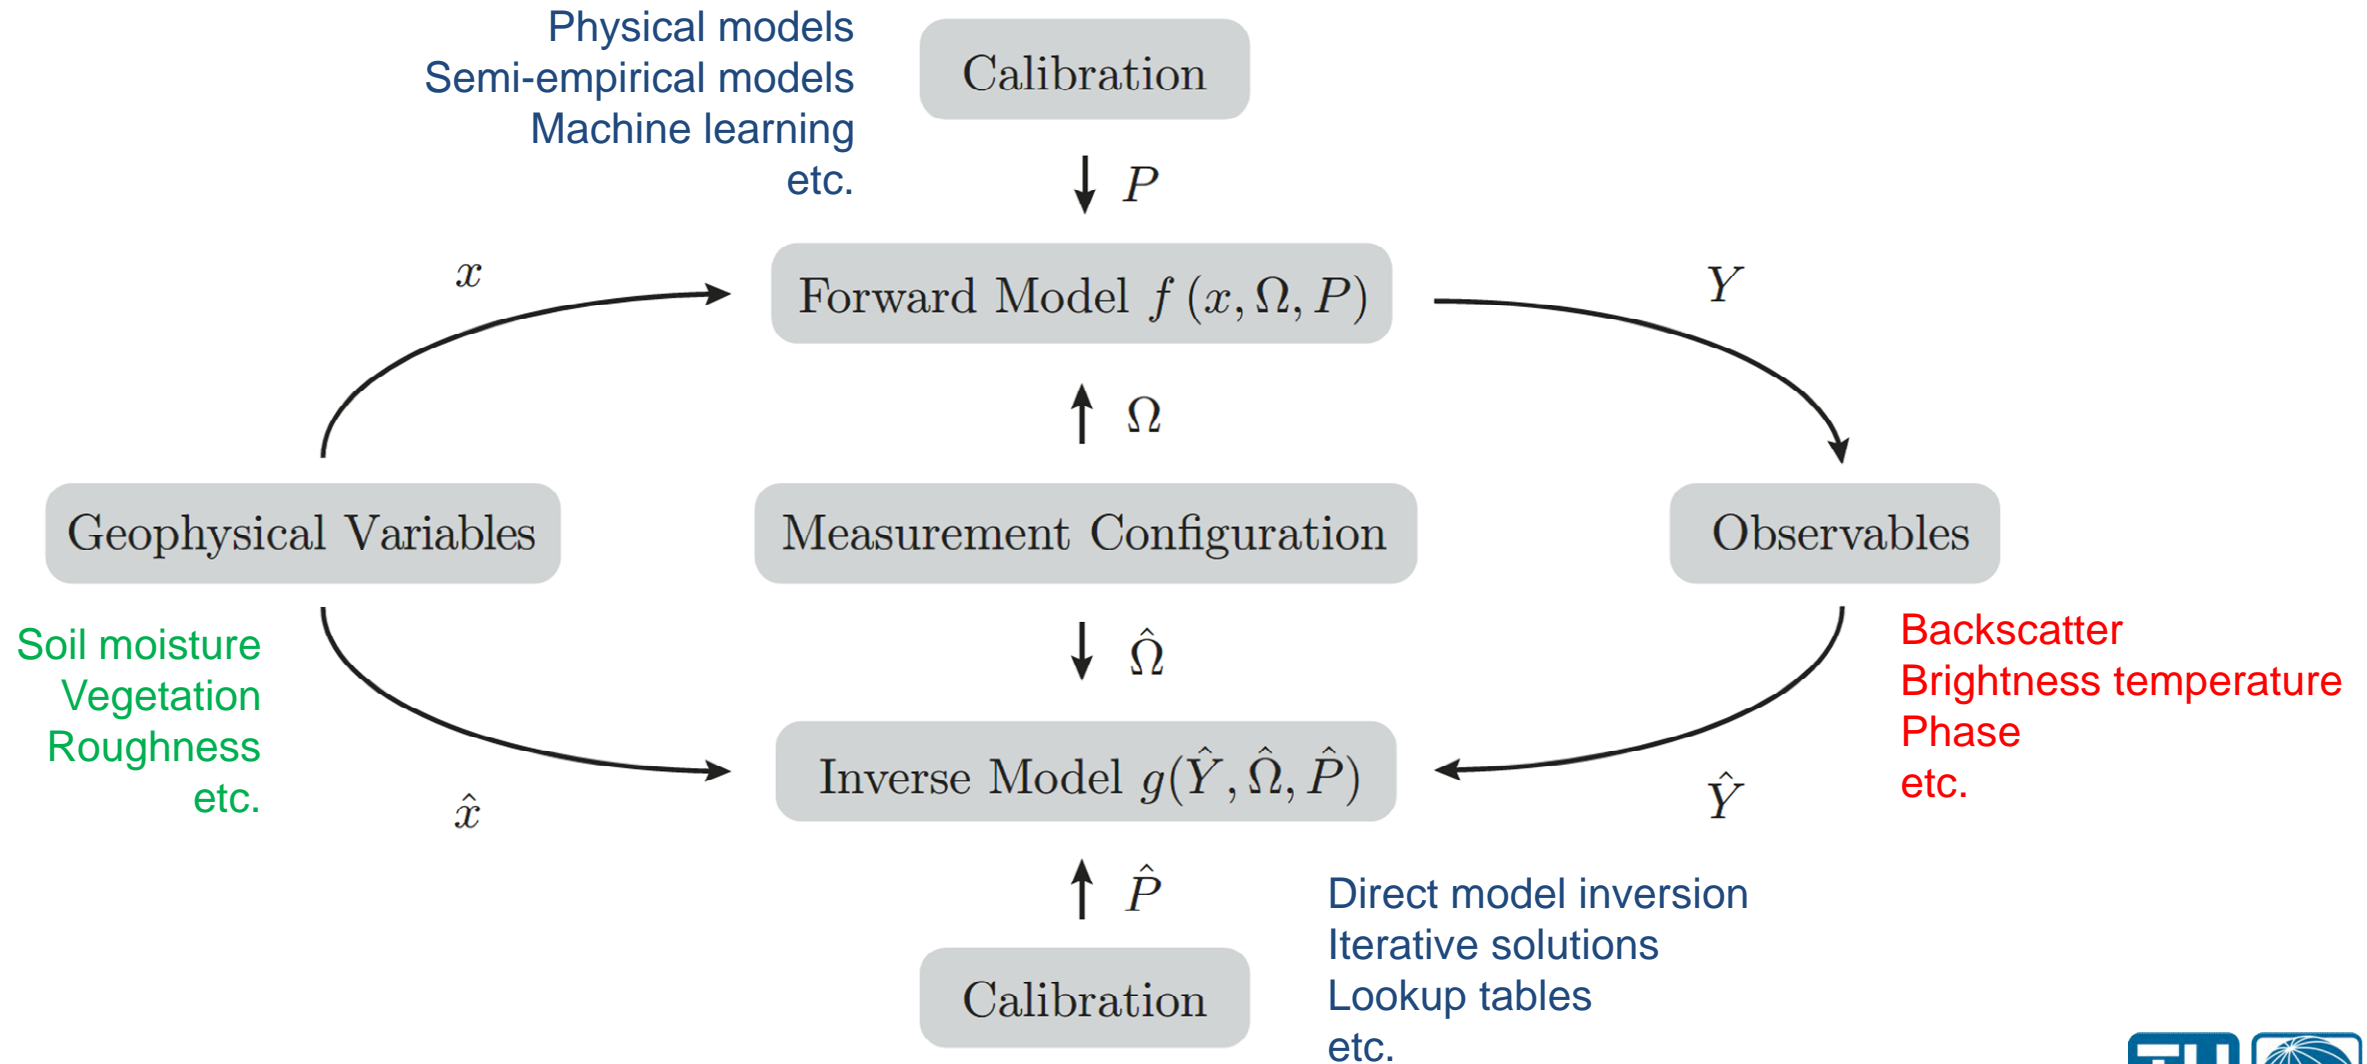 Physical models
Semi-empirical models
Machine learning
etc.
Calibration
P
x
Forward Model f (x, Ω, P)
Y
Ω
Geophysical Variables
Measurement Configuration
Observables
Soil moisture
Vegetation
Roughness
etc.
Ω̂
Backscatter
Brightness temperature
Phase
etc.
x̂
Inverse Model g(Ŷ, Ω̂, P̂)
Ŷ
P̂
Calibration
Direct model inversion
Iterative solutions
Lookup tables
etc.